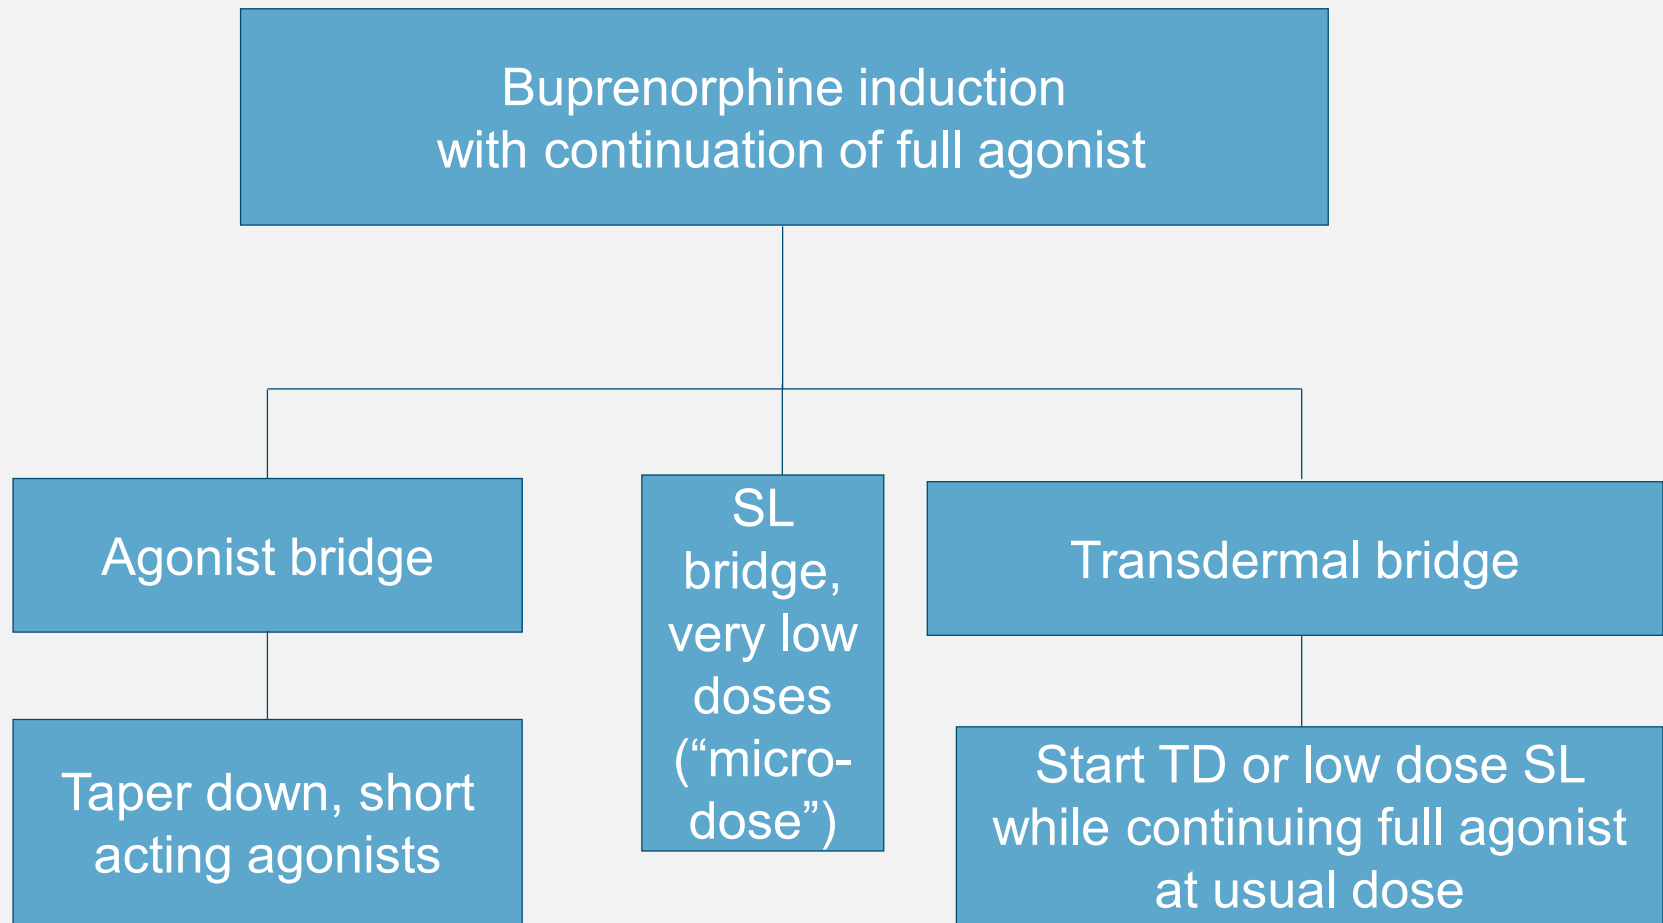 Buprenorphine induction
with continuation of full agonist
Agonist bridge
SL
bridge,
very low
doses
(“micro-
dose”)
Transdermal bridge
Taper down, short
acting agonists
Start TD or low dose SL
while continuing full agonist
at usual dose